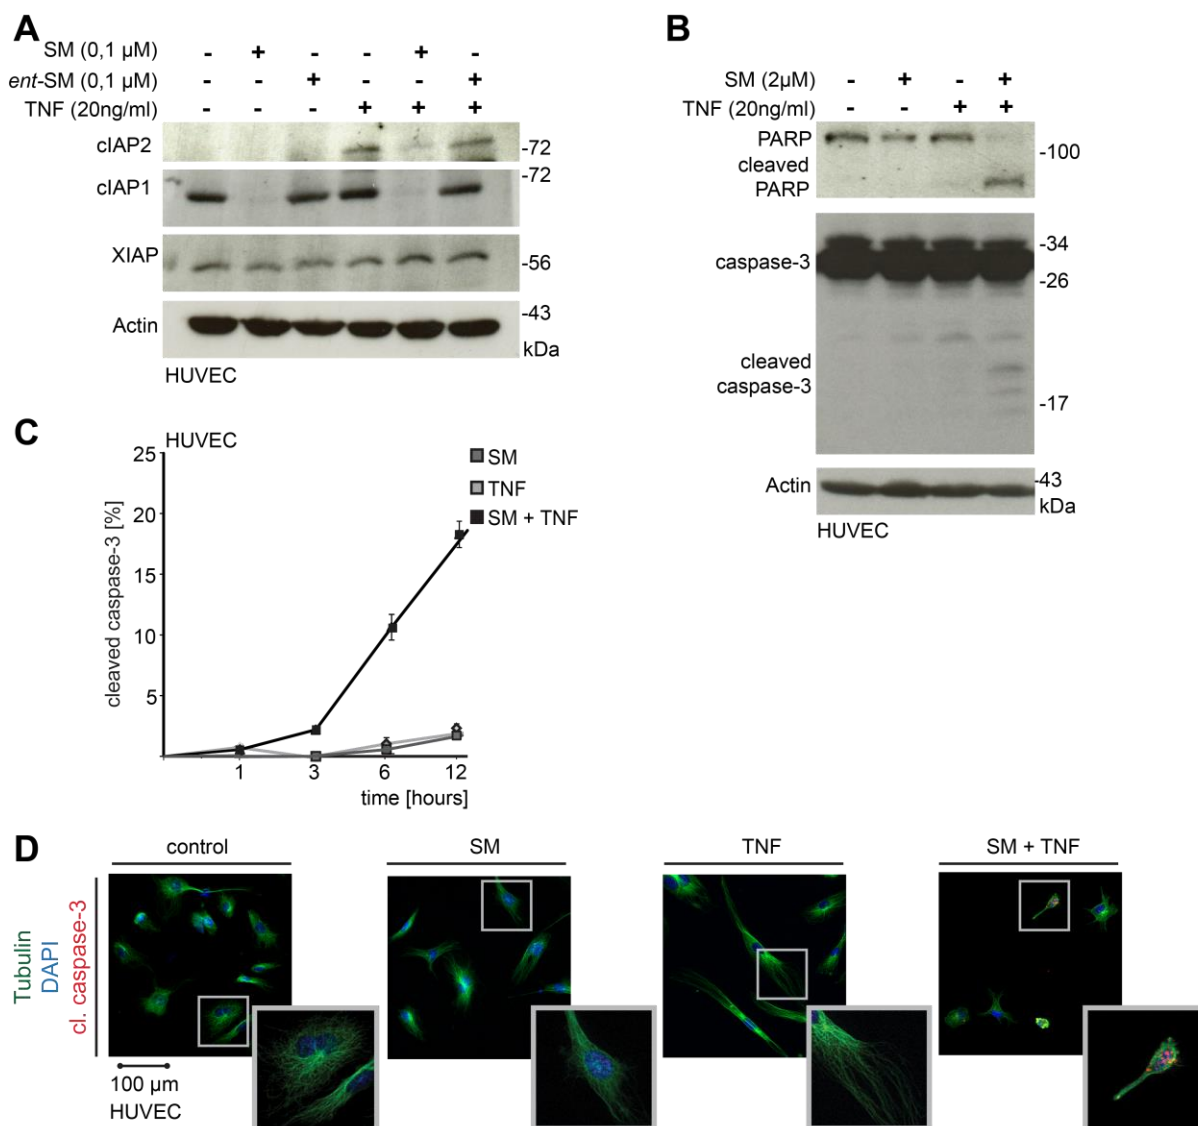 A
SM (0,1 µM) - + - - + -
ent-SM (0,1 µM) - - + - - +
TNF (20ng/ml) - - - + + +
cIAP2
-72
cIAP1
-72
XIAP
-56
Actin
-43
kDa
HUVEC
B
SM (2µM) - + - +
TNF (20ng/ml) - - + +
PARP
-100
cleaved
PARP
caspase-3
-34
-26
cleaved
caspase-3
-17
Actin
-43
kDa
HUVEC
C
HUVEC
cleaved caspase-3 [%]
25
20
15
10
5
SM
TNF
SM + TNF
1 3 6 12
time [hours]
D
control SM TNF SM + TNF
Tubulin
DAPI
cl. caspase-3
100 µm
HUVEC